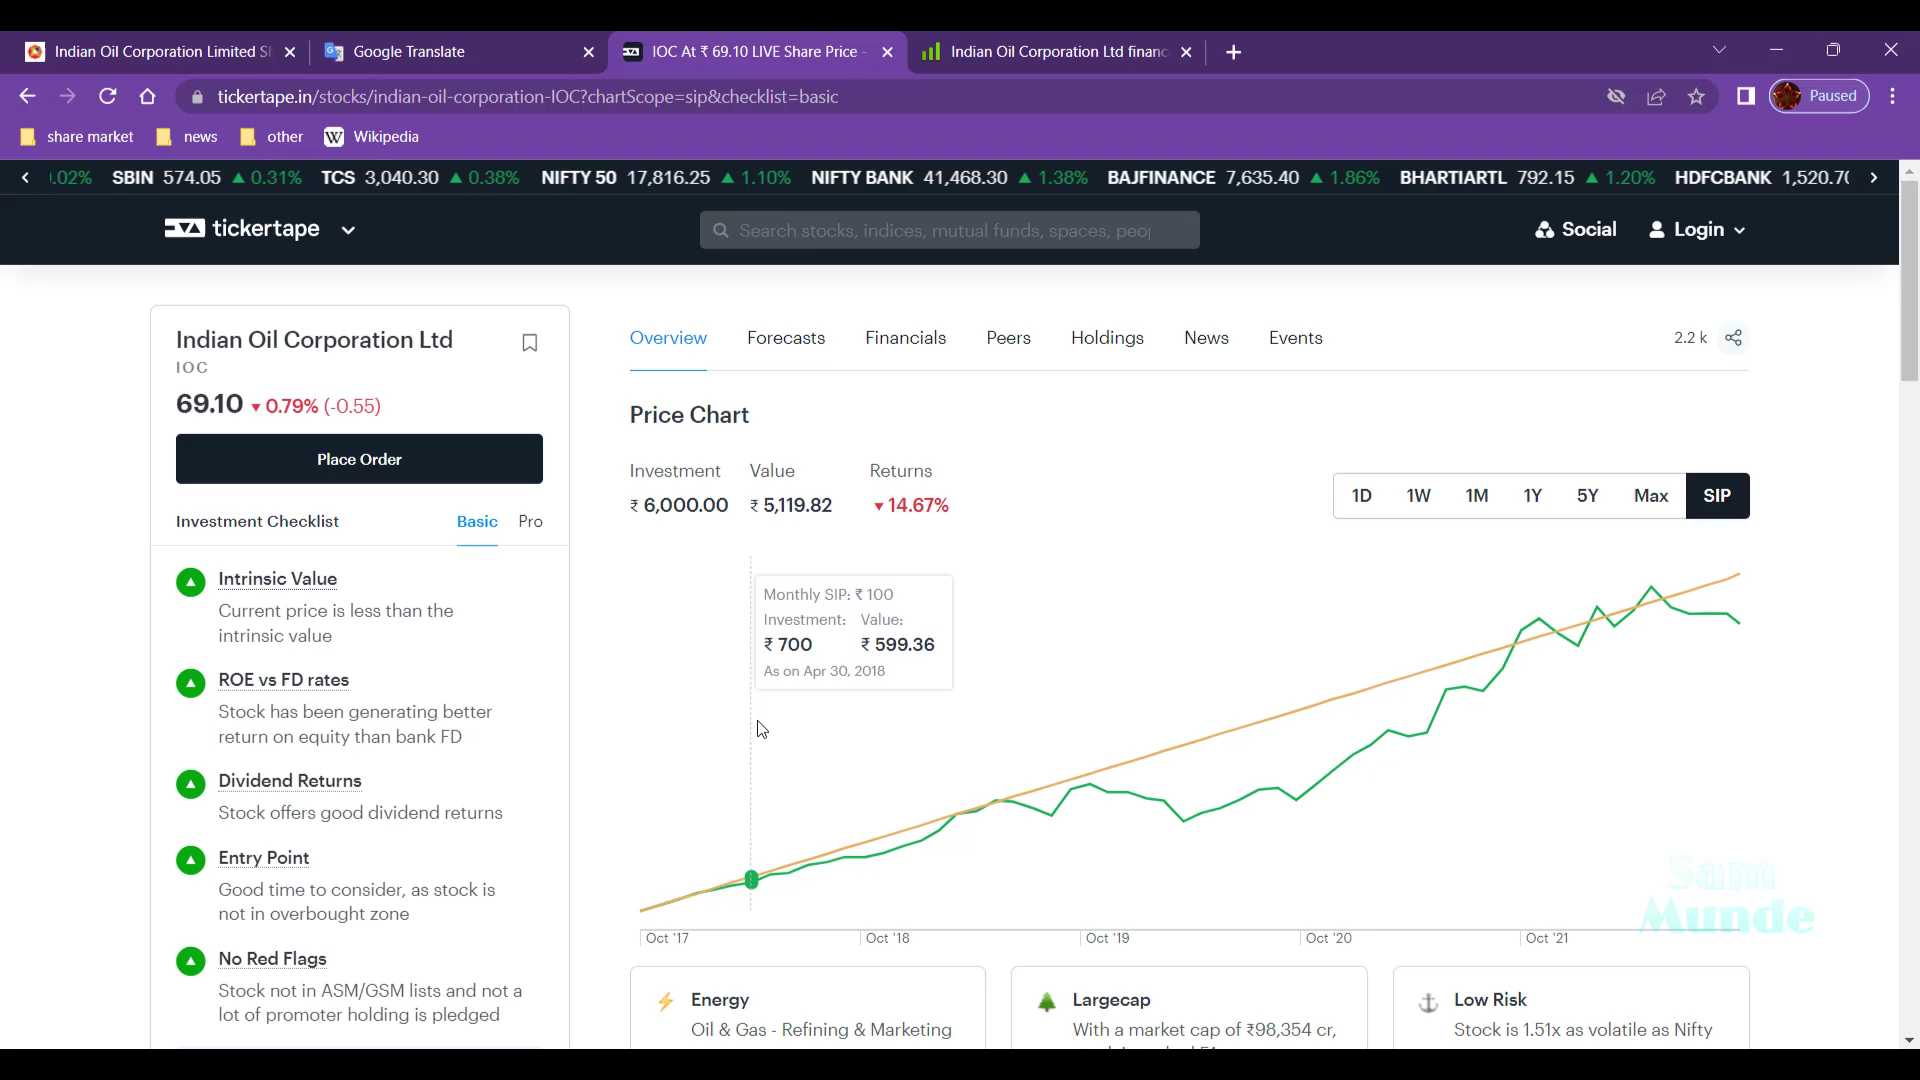 Indian Oil Corporation Limited S
Google Translate
IOC At ₹ 69.10 LIVE Share Price -
Indian Oil Corporation Ltd financ
tickertape.in/stocks/indian-oil-corporation-IOC?chartScope=sip&checklist=basic
Paused
share market
news
other
W Wikipedia
.02% SBIN 574.05 ▲ 0.31% TCS 3,040.30 ▲ 0.38% NIFTY 50 17,816.25 ▲ 1.10% NIFTY BANK 41,468.30 ▲ 1.38% BAJFINANCE 7,635.40 ▲ 1.86% BHARTIARTL 792.15 ▲ 1.20% HDFCBANK 1,520.70
tickertape
Search stocks, indices, mutual funds, spaces, peo
Social
Login
Indian Oil Corporation Ltd
IOC
69.10 ▼ 0.79% (-0.55)
Place Order
Investment Checklist
Basic
Pro
Intrinsic Value
Current price is less than the
intrinsic value
ROE vs FD rates
Stock has been generating better
return on equity than bank FD
Dividend Returns
Stock offers good dividend returns
Entry Point
Good time to consider, as stock is
not in overbought zone
No Red Flags
Stock not in ASM/GSM lists and not a
lot of promoter holding is pledged
Overview Forecasts Financials Peers Holdings News Events
2.2 k
Price Chart
Investment Value Returns
₹ 6,000.00 ₹ 5,119.82 ▼ 14.67%
1D 1W 1M 1Y 5Y Max SIP
Monthly SIP: ₹ 100
Investment: Value:
₹ 700 ₹ 599.36
As on Apr 30, 2018
Oct '17 Oct '18 Oct '19 Oct '20 Oct '21
Sam
Munde
Energy
Oil & Gas - Refining & Marketing
Largecap
With a market cap of ₹98,354 cr,
Low Risk
Stock is 1.51x as volatile as Nifty